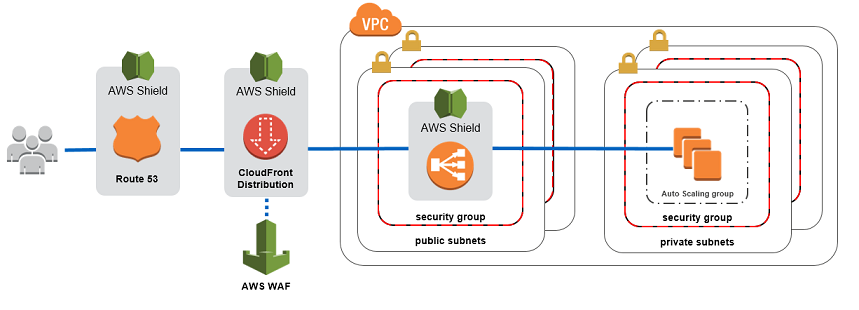 VPC
AWS Shield
Route 53
AWS Shield
CloudFront
Distribution
AWS WAF
AWS Shield
security group
public subnets
Auto Scaling group
security group
private subnets